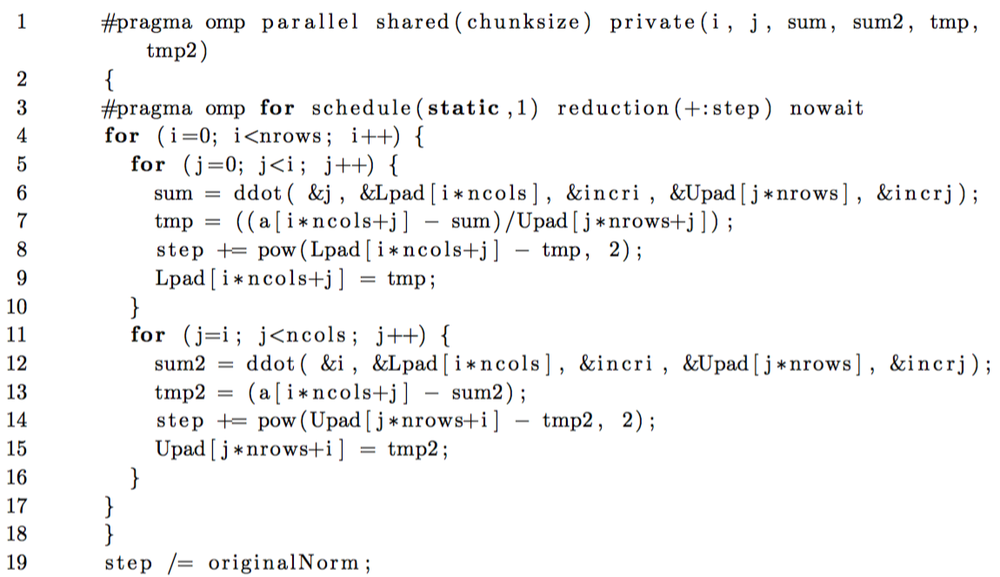 1 #pragma omp parallel shared(chunksize) private(i, j, sum, sum2, tmp,
tmp2)
2 {
3 #pragma omp for schedule(static,1) reduction(+:step) nowait
4 for (i=0; i<nrows; i++) {
5 for (j=0; j<i; j++) {
6 sum = ddot( &j, &Lpad[i*ncols], &incri, &Upad[j*nrows], &incrj);
7 tmp = ((a[i*ncols+j] - sum)/Upad[j*nrows+j]);
8 step += pow(Lpad[i*ncols+j] - tmp, 2);
9 Lpad[i*ncols+j] = tmp;
10 }
11 for (j=i; j<ncols; j++) {
12 sum2 = ddot( &i, &Lpad[i*ncols], &incri, &Upad[j*nrows], &incrj);
13 tmp2 = (a[i*ncols+j] - sum2);
14 step += pow(Upad[j*nrows+i] - tmp2, 2);
15 Upad[j*nrows+i] = tmp2;
16 }
17 }
18 }
19 step /= originalNorm;